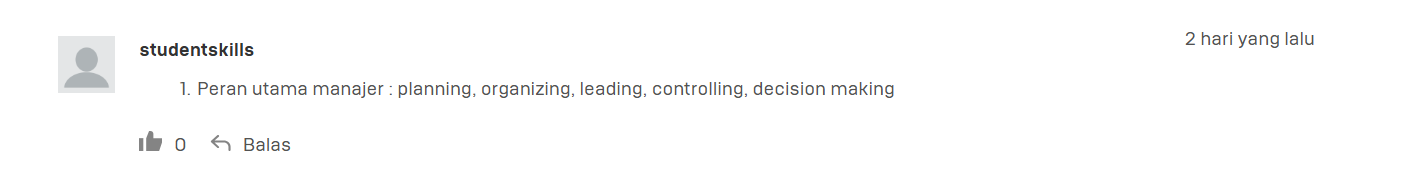 studentskills
2 hari yang lalu
1. Peran utama manajer : planning, organizing, leading, controlling, decision making
0 Balas